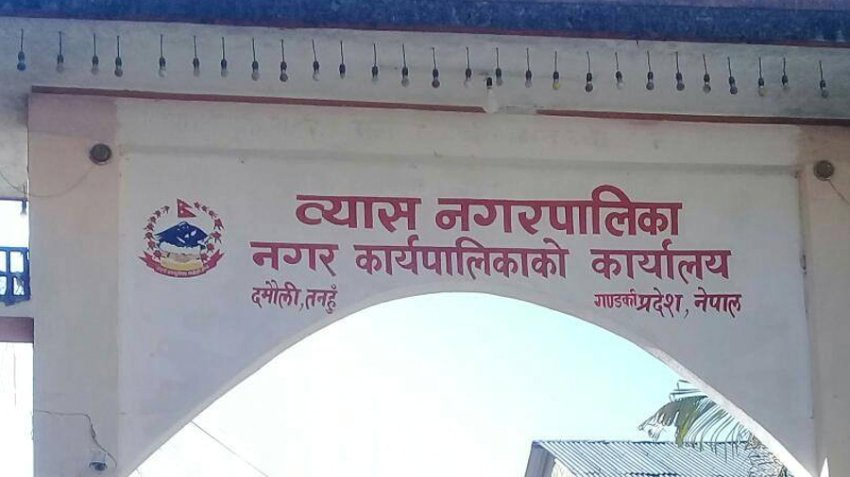 व्यास नगरपालिका
नगर कार्यपालिकाको कार्यालय
दमौली, तनहुँ
गण्डकी प्रदेश, नेपाल